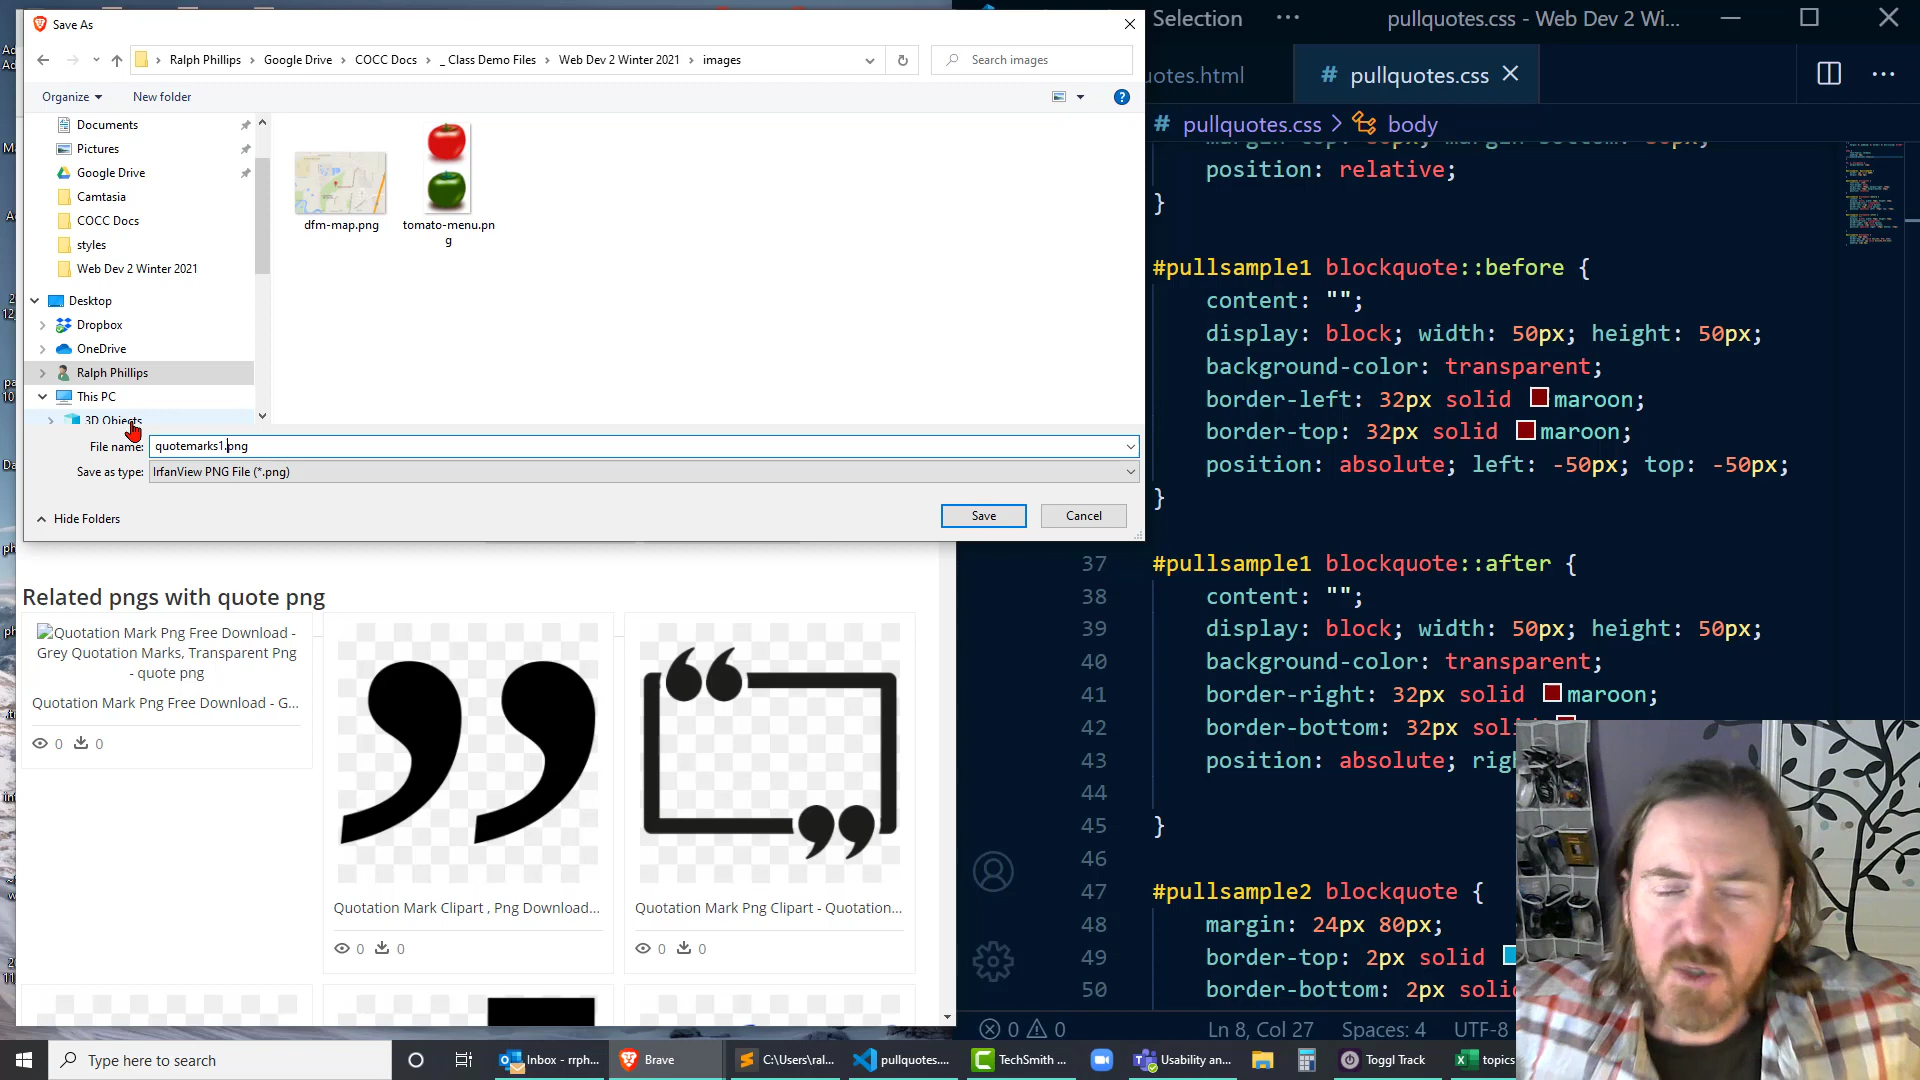 Save As
Ralph Phillips
Google Drive
COCC Docs
_ Class Demo Files
Web Dev 2 Winter 2021
images
Search images
Organize
New folder
Documents
Pictures
Google Drive
Camtasia
COCC Docs
styles
Web Dev 2 Winter 2021
Desktop
Dropbox
OneDrive
Ralph Phillips
This PC
3D Objects
dfm-map.png
tomato-menu.pn
g
File name: quotemarks1.png
Save as type: IrfanView PNG File (*.png)
Hide Folders
Save
Cancel
Related pngs with quote png
Quotation Mark Png Free Download -
Grey Quotation Marks, Transparent Png
- quote png
Quotation Mark Png Free Download - G...
0 0
Quotation Mark Clipart , Png Download...
0 0
Quotation Mark Png Clipart - Quotation...
0 0
Selection ···
pullquotes.css - Web Dev 2 Wi...
uotes.html
# pullquotes.css
# pullquotes.css > body
position: relative;
}
#pullsample1 blockquote::before {
content: "";
display: block; width: 50px; height: 50px;
background-color: transparent;
border-left: 32px solid maroon;
border-top: 32px solid maroon;
position: absolute; left: -50px; top: -50px;
}
37 #pullsample1 blockquote::after {
38 content: "";
39 display: block; width: 50px; height: 50px;
40 background-color: transparent;
41 border-right: 32px solid maroon;
42 border-bottom: 32px soli
43 position: absolute; righ
44
45 }
46
47 #pullsample2 blockquote {
48 margin: 24px 80px;
49 border-top: 2px solid
50 border-bottom: 2px soli
0 0
Ln 8, Col 27
Spaces: 4
UTF-8
Type here to search
Inbox - rrph...
Brave
C:\Users\ral...
pullquotes....
TechSmith ...
Usability an...
Toggl Track
topics